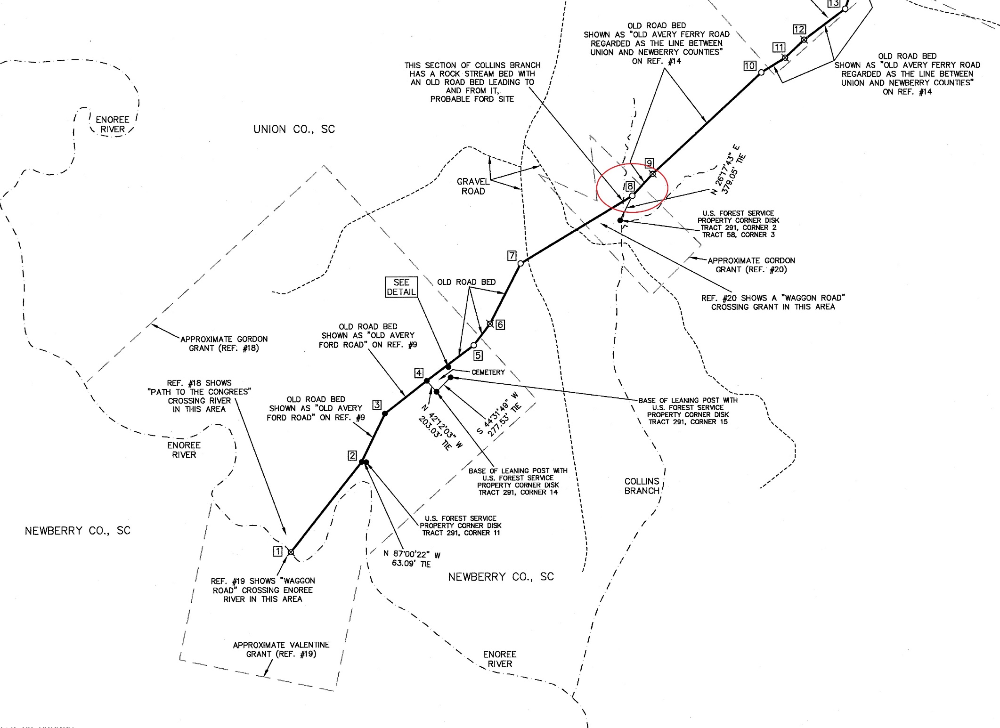 13
12
11
10
OLD ROAD BED
SHOWN AS "OLD AVERY FERRY ROAD
REGARDED AS THE LINE BETWEEN
UNION AND NEWBERRY COUNTIES"
ON REF. #14
OLD ROAD BED
SHOWN AS "OLD AVERY FERRY ROAD
REGARDED AS THE LINE BETWEEN
UNION AND NEWBERRY COUNTIES"
ON REF. #14
THIS SECTION OF COLLINS BRANCH
HAS A ROCK STREAM BED WITH
AN OLD ROAD BED LEADING TO
AND FROM IT,
PROBABLE FORD SITE
ENOREE
RIVER
UNION CO., SC
9
8
N 26°17'43" E
379.05' TIE
GRAVEL
ROAD
U.S. FOREST SERVICE
PROPERTY CORNER DISK
TRACT 291, CORNER 2
TRACT 58, CORNER 3
7
APPROXIMATE GORDON
GRANT (REF. #20)
SEE
DETAIL
OLD ROAD BED
REF. #20 SHOWS A "WAGGON ROAD"
CROSSING GRANT IN THIS AREA
6
OLD ROAD BED
SHOWN AS "OLD AVERY
FORD ROAD" ON REF. #9
APPROXIMATE GORDON
GRANT (REF. #18)
5
4
CEMETERY
REF. #18 SHOWS
"PATH TO THE CONGREES"
CROSSING RIVER
IN THIS AREA
OLD ROAD BED
SHOWN AS "OLD AVERY
FORD ROAD" ON REF. #9
3
N 42°12'03" W
203.03' TIE
S 44°31'49" W
277.53' TIE
BASE OF LEANING POST WITH
U.S. FOREST SERVICE
PROPERTY CORNER DISK
TRACT 291, CORNER 15
ENOREE
RIVER
2
BASE OF LEANING POST WITH
U.S. FOREST SERVICE
PROPERTY CORNER DISK
TRACT 291, CORNER 14
COLLINS
BRANCH
NEWBERRY CO., SC
U.S. FOREST SERVICE
PROPERTY CORNER DISK
TRACT 291, CORNER 11
1
N 87°00'22" W
63.09' TIE
REF. #19 SHOWS "WAGGON
ROAD" CROSSING ENOREE
RIVER IN THIS AREA
NEWBERRY CO., SC
APPROXIMATE VALENTINE
GRANT (REF. #19)
ENOREE
RIVER